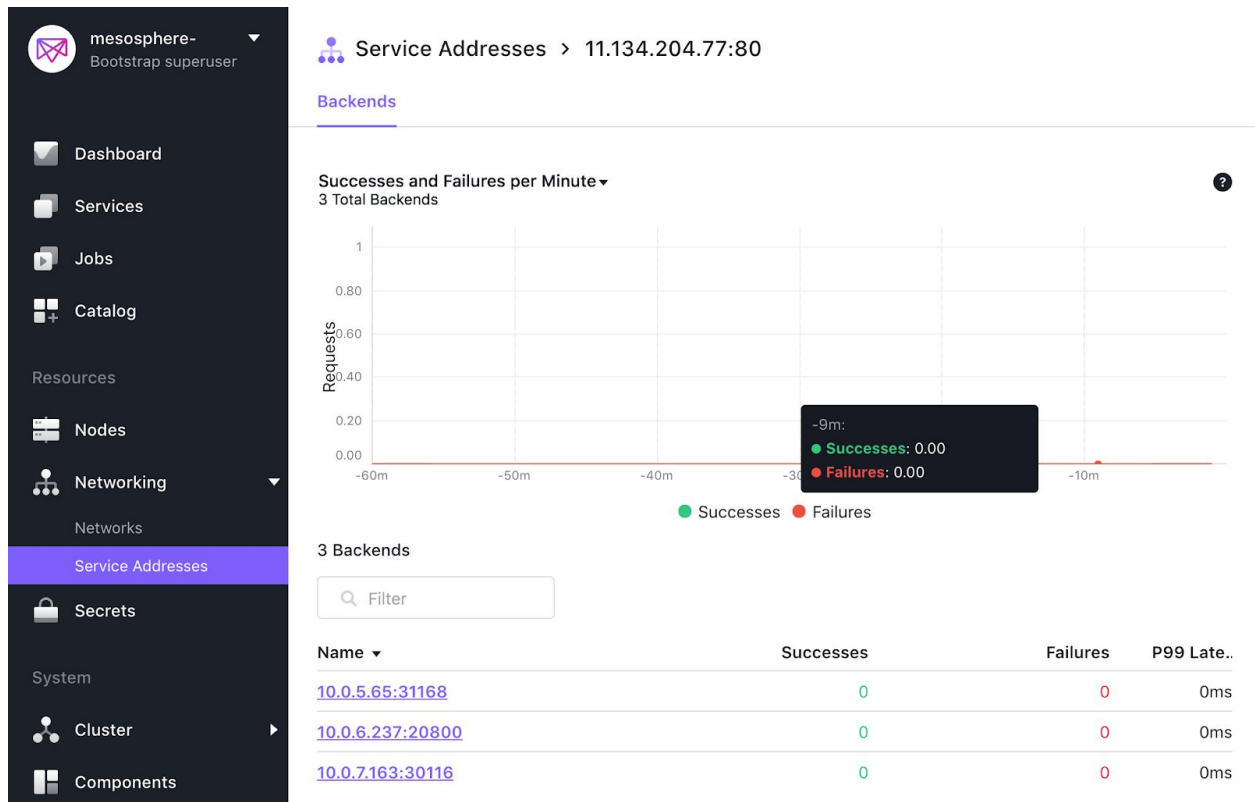 mesosphere-
Bootstrap superuser
Dashboard
Services
Jobs
Catalog
Resources
Nodes
Networking
Networks
Service Addresses
Secrets
System
Cluster
Components
Service Addresses > 11.134.204.77:80
Backends
Successes and Failures per Minute
?
3 Total Backends
Requests
1
0.80
0.60
0.40
0.20
0.00
-60m
-50m
-40m
-30
-10m
-9m:
Successes: 0.00
Failures: 0.00
Successes Failures
3 Backends
Filter
Name Successes Failures P99 Late..
10.0.5.65:31168 0 0 0ms
10.0.6.237:20800 0 0 0ms
10.0.7.163:30116 0 0 0ms